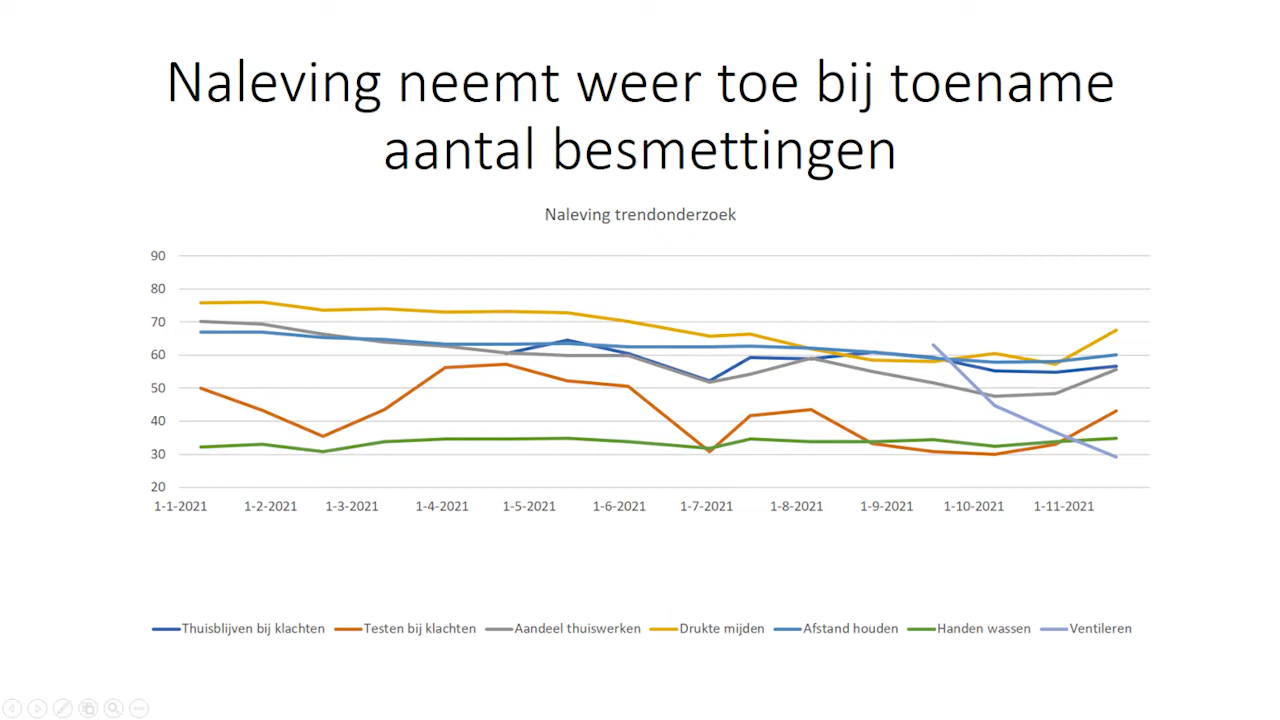 Naleving neemt weer toe bij toename
aantal besmettingen
Naleving trendonderzoek
90
80
70
60
50
40
30
20
1-1-2021 1-2-2021 1-3-2021 1-4-2021 1-5-2021 1-6-2021 1-7-2021 1-8-2021 1-9-2021 1-10-2021 1-11-2021
Thuisblijven bij klachten Testen bij klachten Aandeel thuiswerken Drukte mijden Afstand houden Handen wassen Ventileren